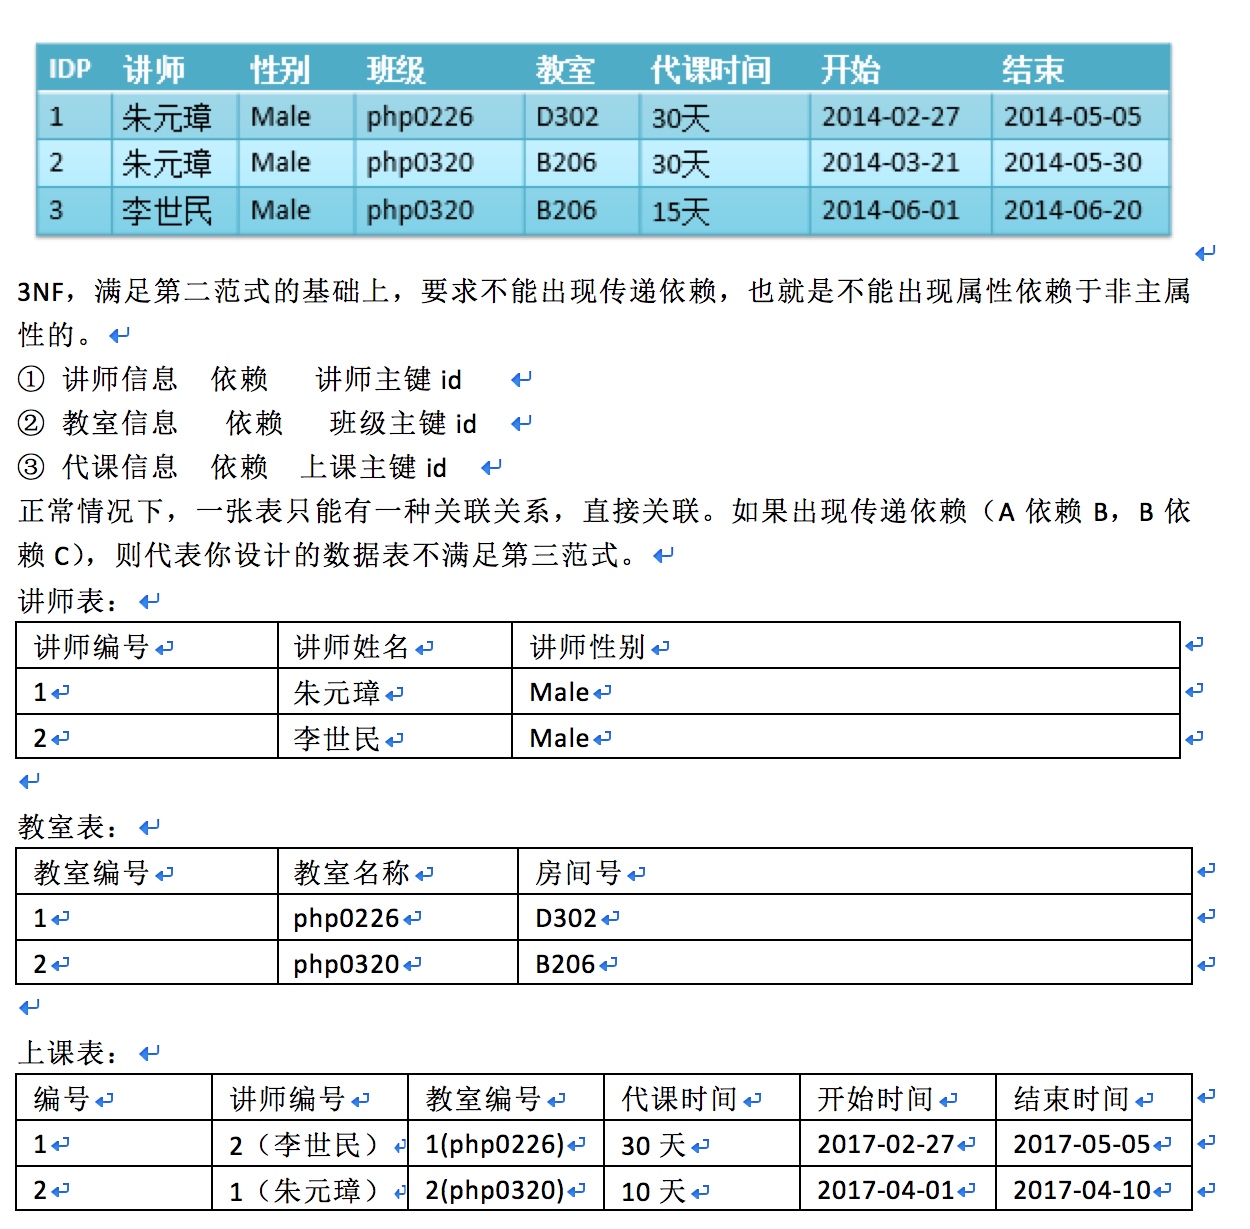 IDP 讲师 性别 班级 教室 代课时间 开始 结束
1 朱元璋 Male php0226 D302 30天 2014-02-27 2014-05-05
2 朱元璋 Male php0320 B206 30天 2014-03-21 2014-05-30
3 李世民 Male php0320 B206 15天 2014-06-01 2014-06-20
3NF，满足第二范式的基础上，要求不能出现传递依赖，也就是不能出现属性依赖于非主属
性的。
① 讲师信息 依赖 讲师主键 id
② 教室信息 依赖 班级主键 id
③ 代课信息 依赖 上课主键 id
正常情况下，一张表只能有一种关联关系，直接关联。如果出现传递依赖（A 依赖 B，B 依
赖 C），则代表你设计的数据表不满足第三范式。
讲师表：
讲师编号 讲师姓名 讲师性别
1 朱元璋 Male
2 李世民 Male
教室表：
教室编号 教室名称 房间号
1 php0226 D302
2 php0320 B206
上课表：
编号 讲师编号 教室编号 代课时间 开始时间 结束时间
1 2（李世民） 1(php0226) 30 天 2017-02-27 2017-05-05
2 1（朱元璋） 2(php0320) 10 天 2017-04-01 2017-04-10